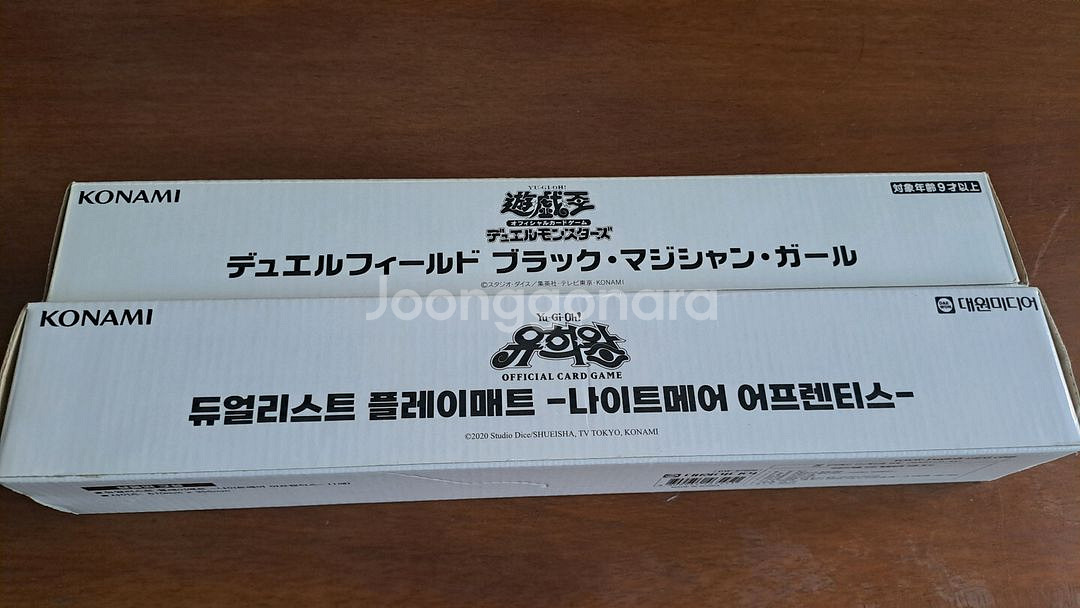 KONAMI
YU-GI-OH!
遊戯王
オフィシャルカードゲーム
デュエルモンスターズ
対象年齢9才以上
デュエルフィールド ブラック・マジシャン・ガール
©スタジオ・ダイス/集英社・テレビ東京・KONAMI
Joonggonara
KONAMI
Yu-Gi-Oh!
유희왕
OFFICIAL CARD GAME
대원미디어
듀얼리스트 플레이매트 -나이트메어 어프렌티스-
©2020 Studio Dice/SHUEISHA, TV TOKYO, KONAMI